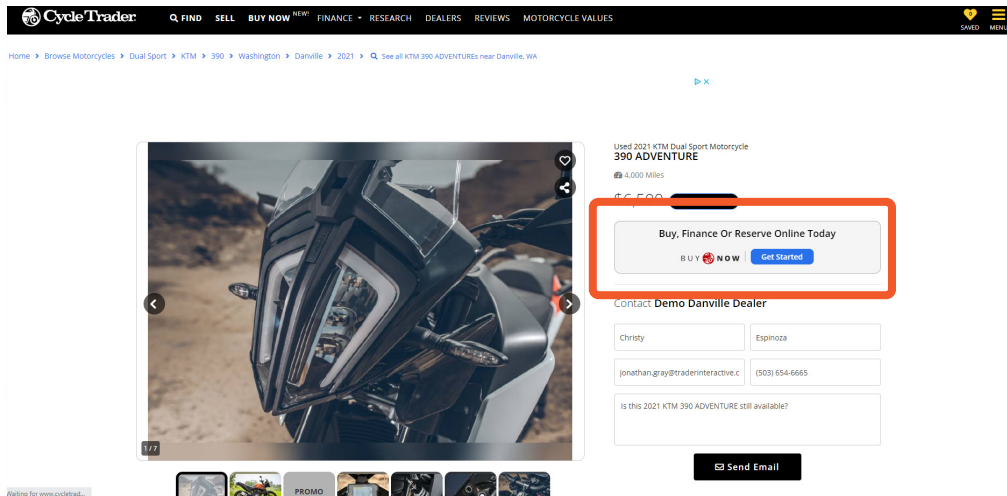 Cycle Trader
FIND SELL BUY NOW NEW! FINANCE RESEARCH DEALERS REVIEWS MOTORCYCLE VALUES
0
SAVED MENU
Home > Browse Motorcycles > Dual Sport > KTM > 390 > Washington > Danville > 2021 > See all KTM 390 ADVENTUREs near Danville, WA
Used 2021 KTM Dual Sport Motorcycle
390 ADVENTURE
4,000 Miles
Buy, Finance Or Reserve Online Today
BUY NOW | Get Started
Contact Demo Danville Dealer
Christy Espinoza
jonathan.gray@traderinteractive.c (503) 654-6665
Is this 2021 KTM 390 ADVENTURE still available?
1 / 7
Send Email
PROMO
Waiting for www.cycletrad...